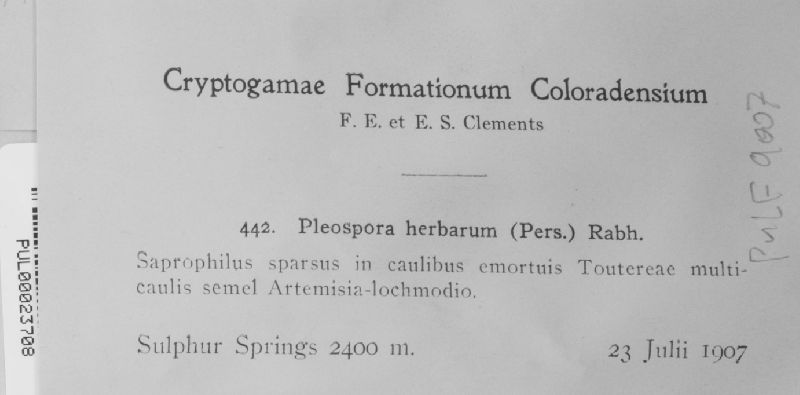 Cryptogamae Formationum Coloradensium
F. E. et E. S. Clements
442. Pleospora herbarum (Pers.) Rabh.
Saprophilus sparsus in caulibus emortuis Toutereae multi-
caulis semel Artemisia-lochmodio.
Sulphur Springs 2400 m.
23 Julii 1907
PuLF 9007
PUL00023708